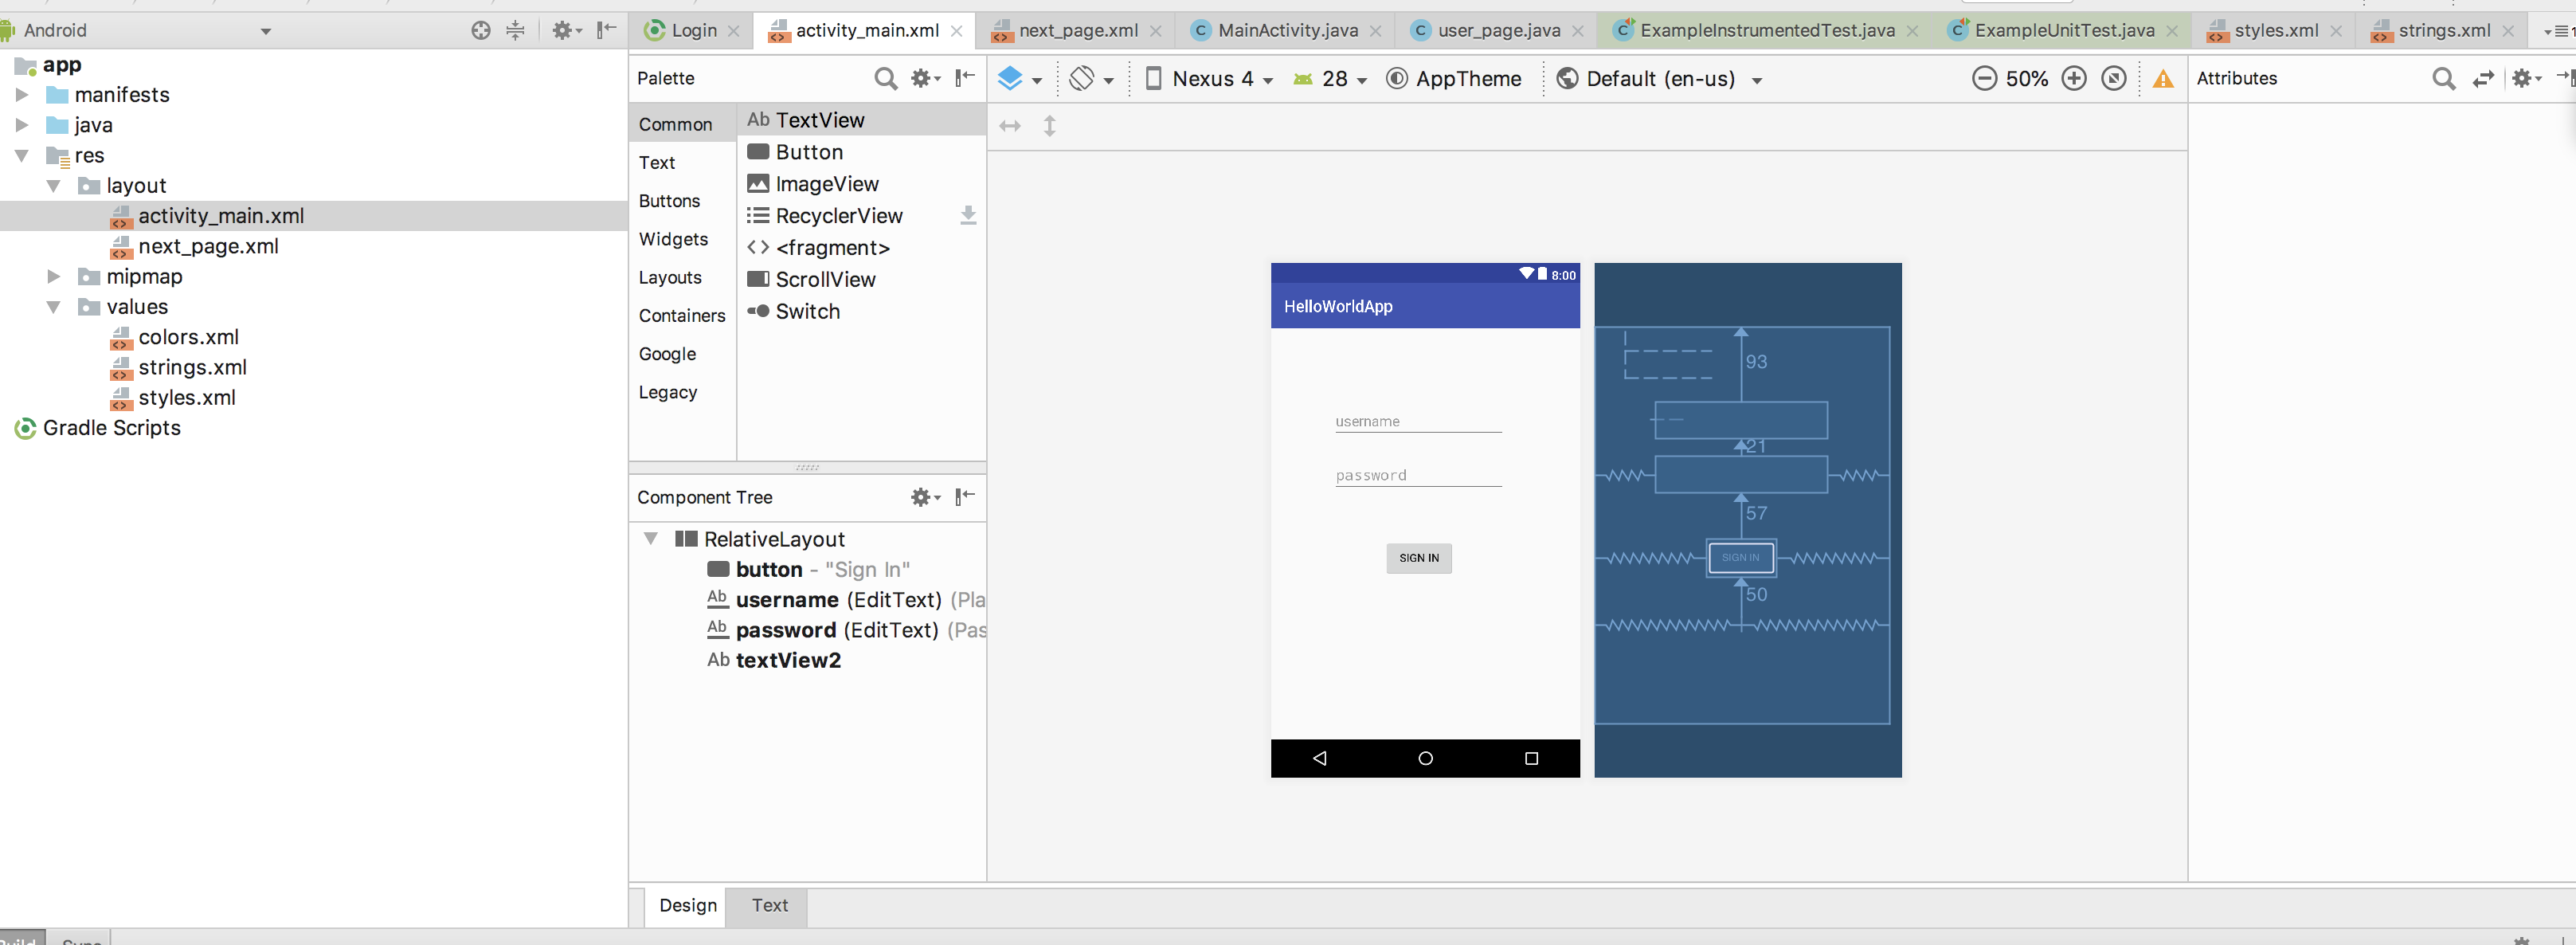 Android
Login
activity_main.xml
next_page.xml
MainActivity.java
user_page.java
ExampleInstrumentedTest.java
ExampleUnitTest.java
styles.xml
strings.xml
app
manifests
java
res
layout
activity_main.xml
next_page.xml
mipmap
values
colors.xml
strings.xml
styles.xml
Gradle Scripts
Palette
Common
Text
Buttons
Widgets
Layouts
Containers
Google
Legacy
Ab TextView
Button
ImageView
RecyclerView
<fragment>
ScrollView
Switch
Component Tree
RelativeLayout
button - "Sign In"
Ab username (EditText) (Pla
Ab password (EditText) (Pas
Ab textView2
Nexus 4
28
AppTheme
Default (en-us)
50%
Attributes
8:00
HelloWorldApp
username
password
SIGN IN
93
21
57
SIGN IN
50
Design
Text